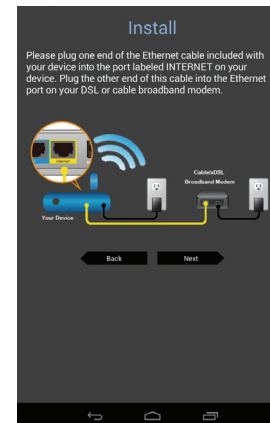 Install
Please plug one end of the Ethernet cable included with
your device into the port labeled INTERNET on your
device. Plug the other end of this cable into the Ethernet
port on your DSL or cable broadband modem.
Internet
Cable/xDSL
Broadband Modem
Your Device
Back
Next